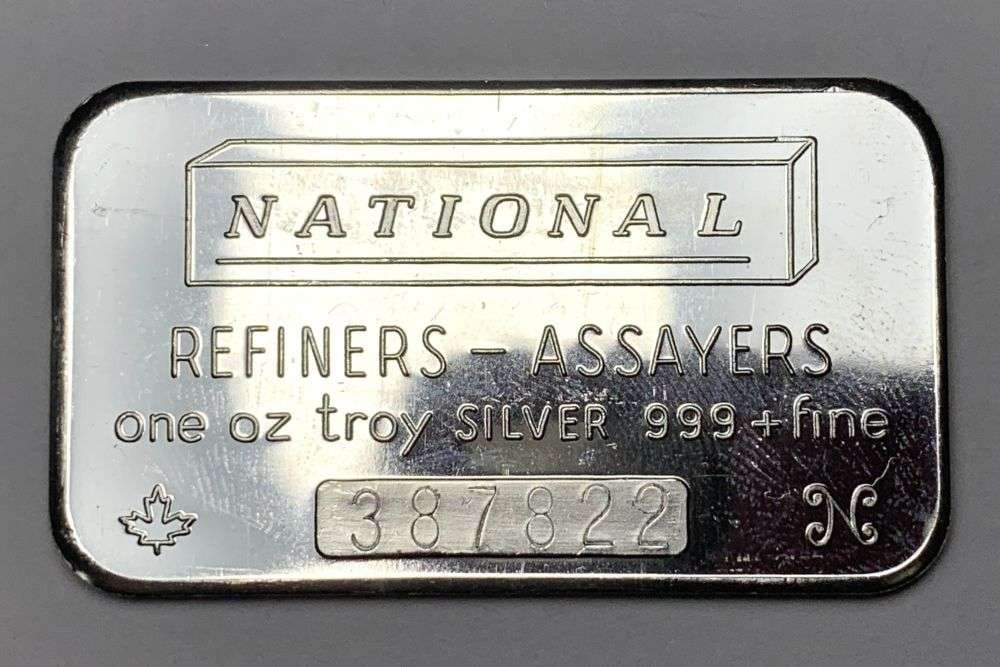 NATIONAL
REFINERS - ASSAYERS
one oz troy SILVER 999+fine
387822
N